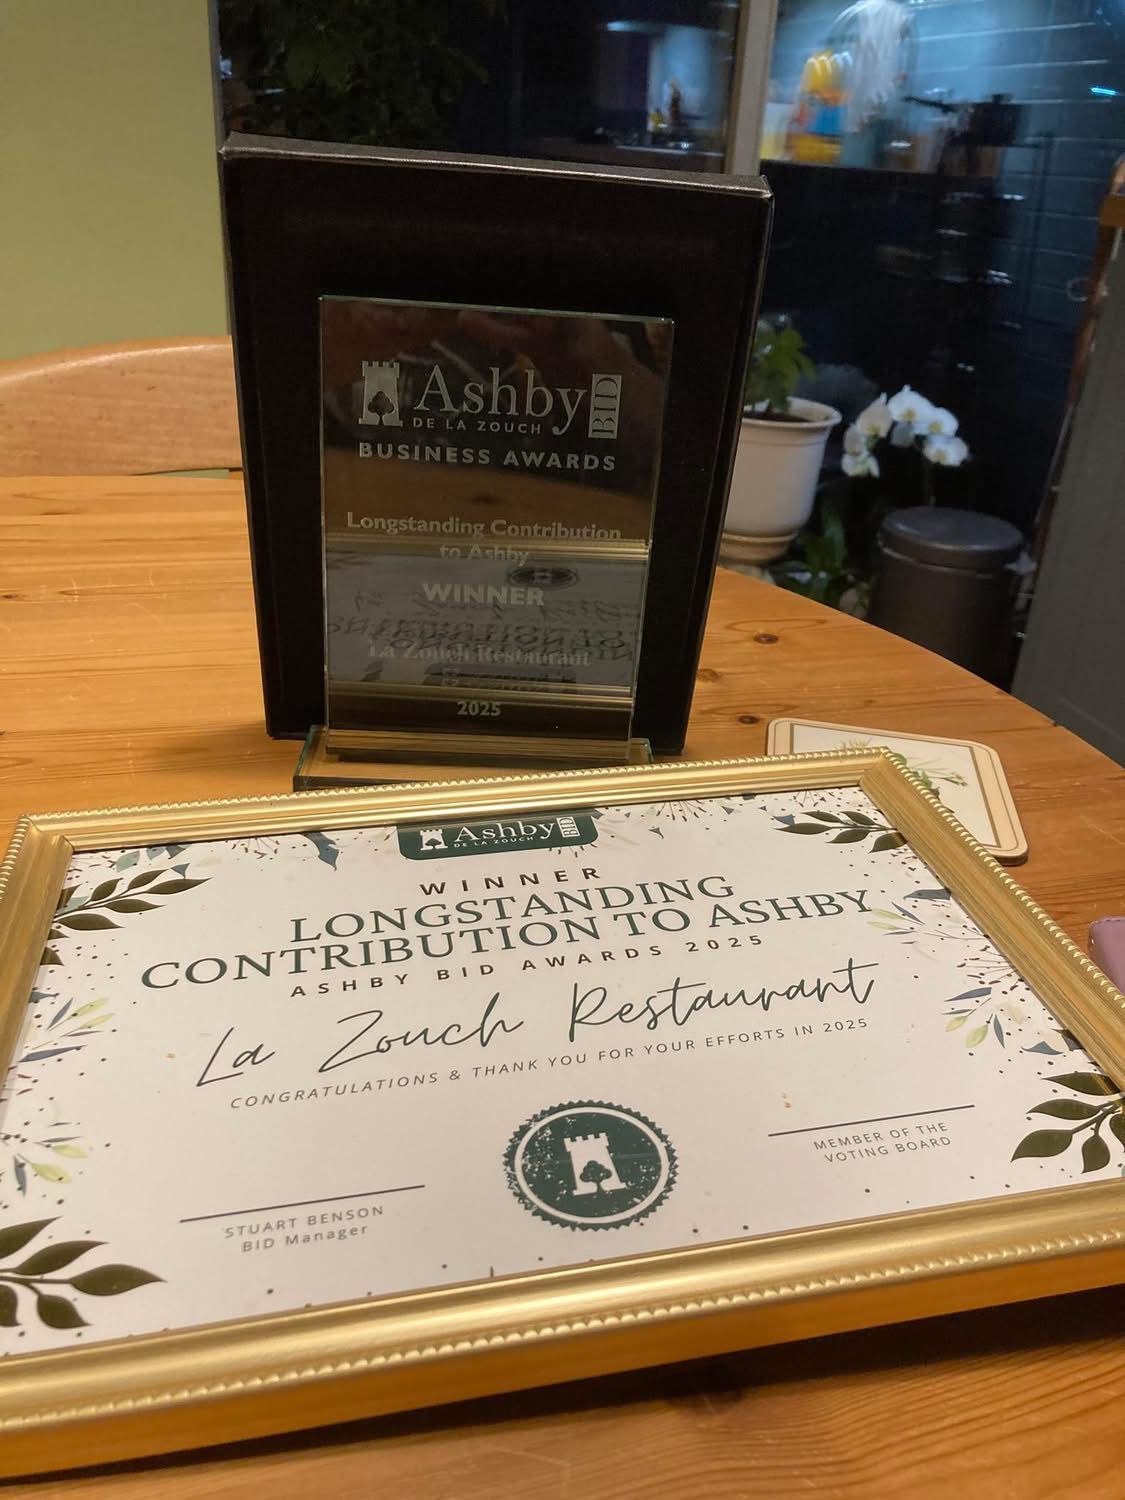 Ashby BID
DE LA ZOUCH
BUSINESS AWARDS
Longstanding Contribution
to Ashby
WINNER
La Zouch Restaurant
2025
Ashby BID
DE LA ZOUCH
WINNER
LONGSTANDING
CONTRIBUTION TO ASHBY
ASHBY BID AWARDS 2025
La Zouch Restaurant
CONGRATULATIONS & THANK YOU FOR YOUR EFFORTS IN 2025
STUART BENSON
BID Manager
MEMBER OF THE
VOTING BOARD